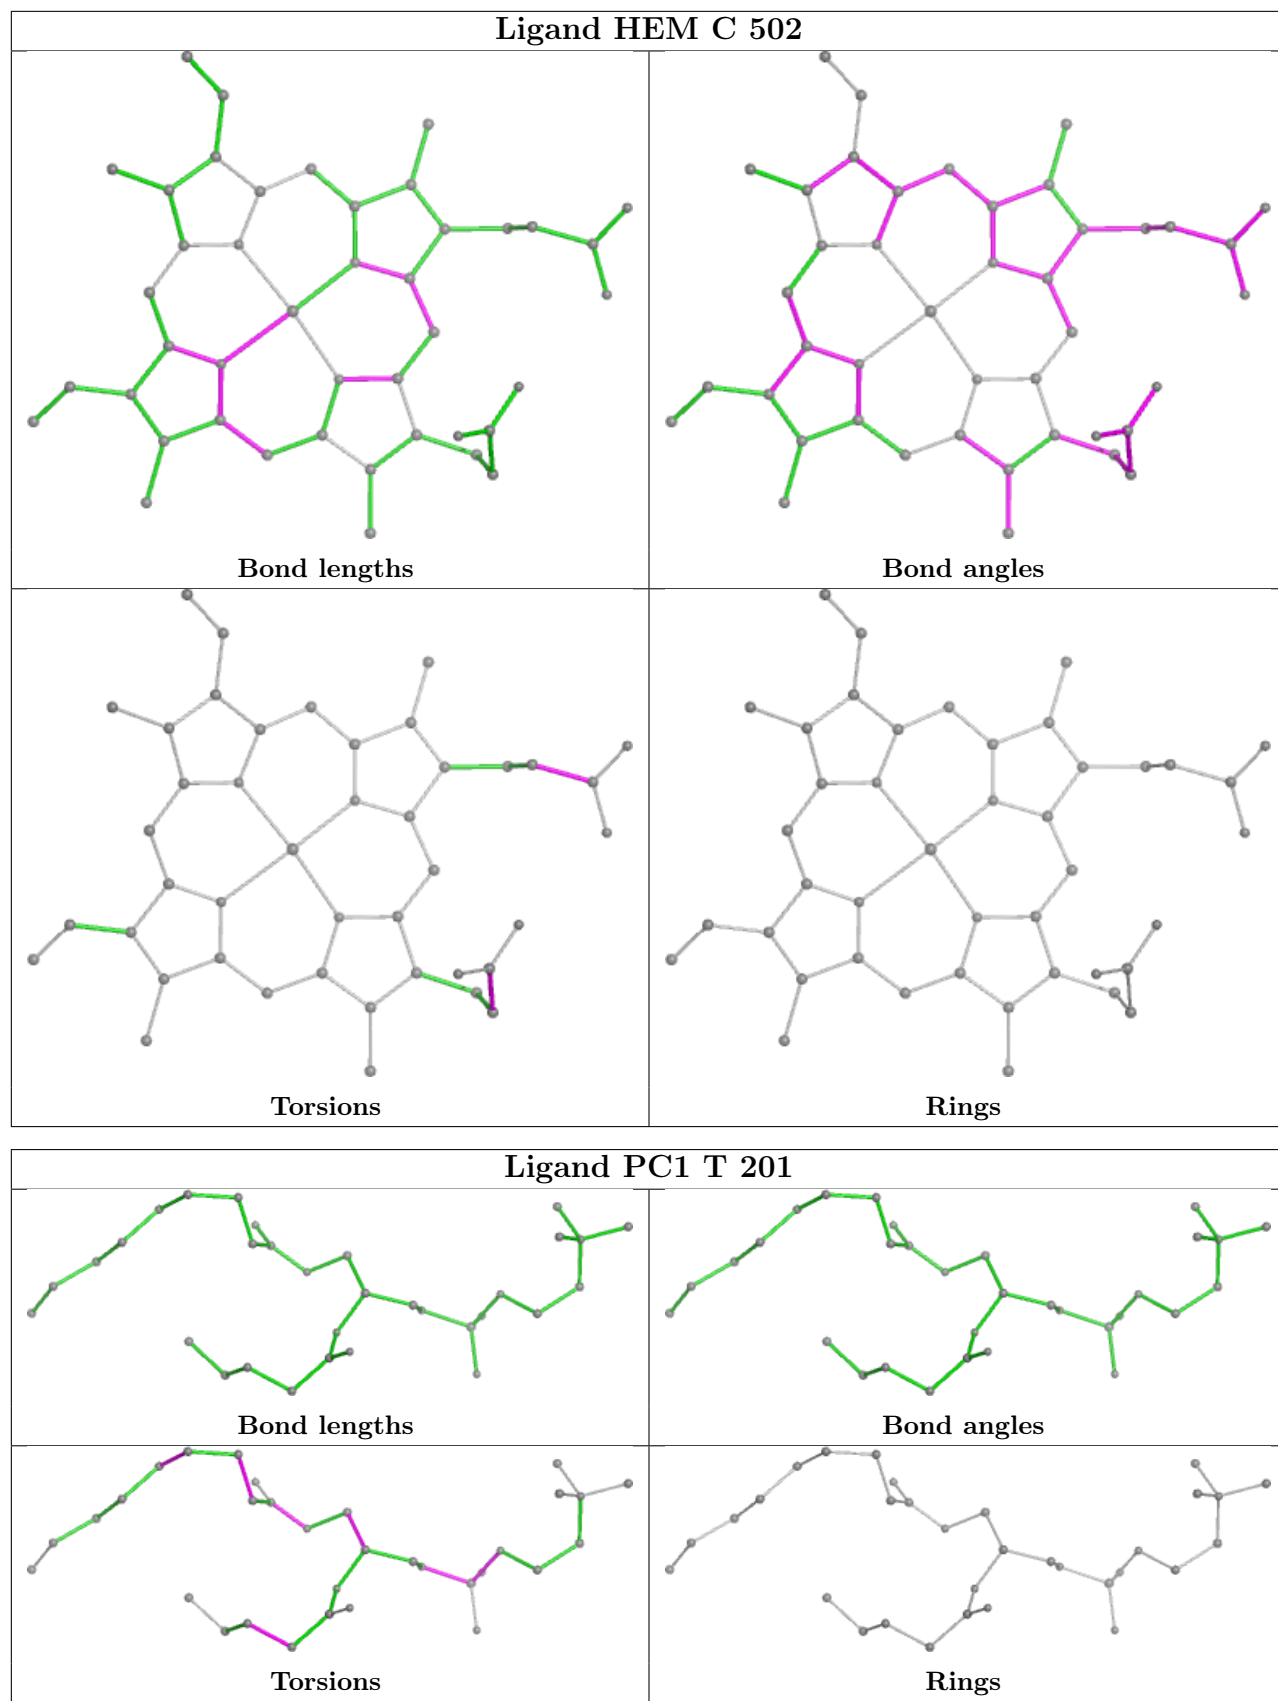 Ligand HEM C 502
Bond lengths
Bond angles
Torsions
Rings
Ligand PC1 T 201
Bond lengths
Bond angles
Torsions
Rings